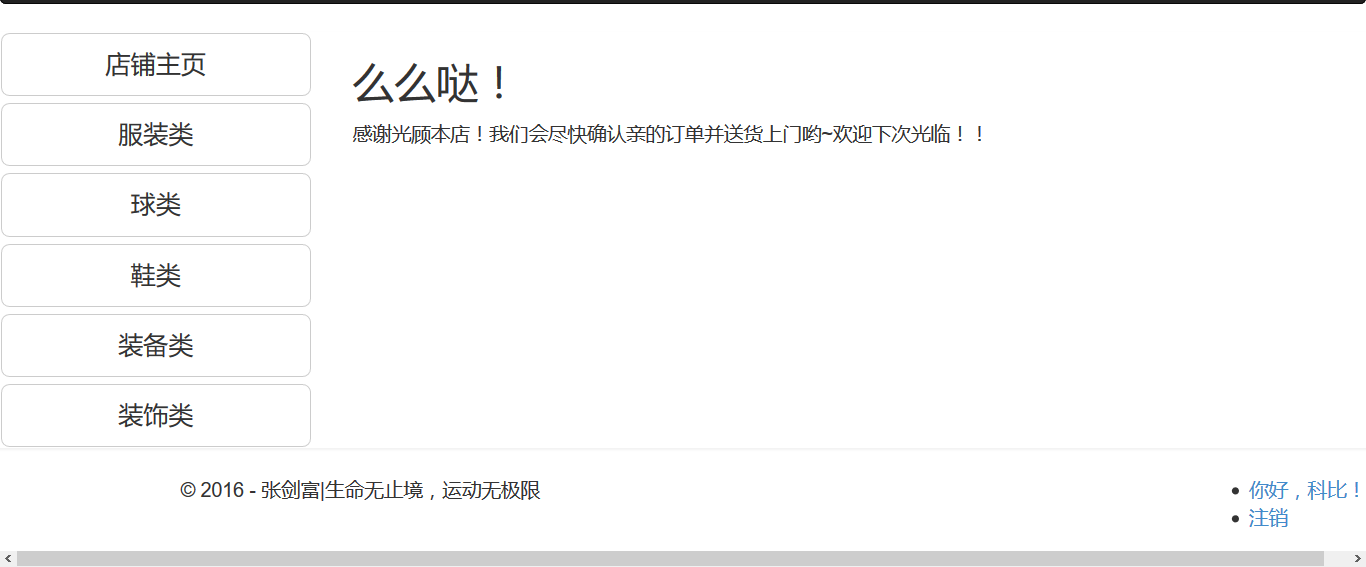 店铺主页
服装类
球类
鞋类
装备类
装饰类
么么哒！
感谢光顾本店！我们会尽快确认亲的订单并送货上门哟~欢迎下次光临！！
© 2016 - 张剑富|生命无止境，运动无极限
你好，科比！
注销